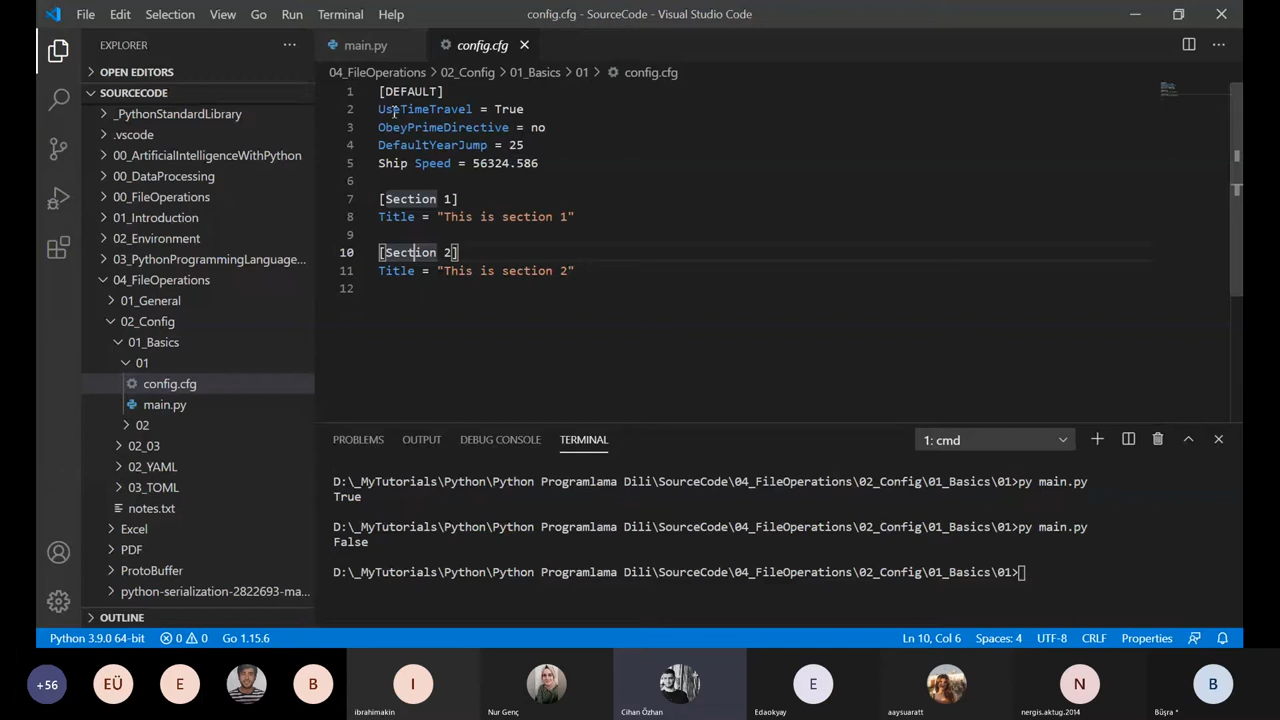 File Edit Selection View Go Run Terminal Help config.cfg - SourceCode - Visual Studio Code
EXPLORER
OPEN EDITORS
SOURCECODE
_PythonStandardLibrary
.vscode
00_ArtificialIntelligenceWithPython
00_DataProcessing
00_FileOperations
01_Introduction
02_Environment
03_PythonProgrammingLanguage...
04_FileOperations
01_General
02_Config
01_Basics
01
config.cfg
main.py
02
02_03
02_YAML
03_TOML
notes.txt
Excel
PDF
ProtoBuffer
python-serialization-2822693-ma...
OUTLINE
main.py config.cfg
04_FileOperations > 02_Config > 01_Basics > 01 > config.cfg
1 [DEFAULT]
2 UseTimeTravel = True
3 ObeyPrimeDirective = no
4 DefaultYearJump = 25
5 Ship Speed = 56324.586
6
7 [Section 1]
8 Title = "This is section 1"
9
10 [Section 2]
11 Title = "This is section 2"
12
PROBLEMS OUTPUT DEBUG CONSOLE TERMINAL 1: cmd
D:\_MyTutorials\Python\Python Programlama Dili\SourceCode\04_FileOperations\02_Config\01_Basics\01>py main.py
True
D:\_MyTutorials\Python\Python Programlama Dili\SourceCode\04_FileOperations\02_Config\01_Basics\01>py main.py
False
D:\_MyTutorials\Python\Python Programlama Dili\SourceCode\04_FileOperations\02_Config\01_Basics\01>
Python 3.9.0 64-bit 0 0 Go 1.15.6 Ln 10, Col 6 Spaces: 4 UTF-8 CRLF Properties
+56 EÜ E B I E N B
ibrahimakin Nur Genç Cihan Özhan Edaokyay aaysuaratt nergis.aktug.2014 Büşra *